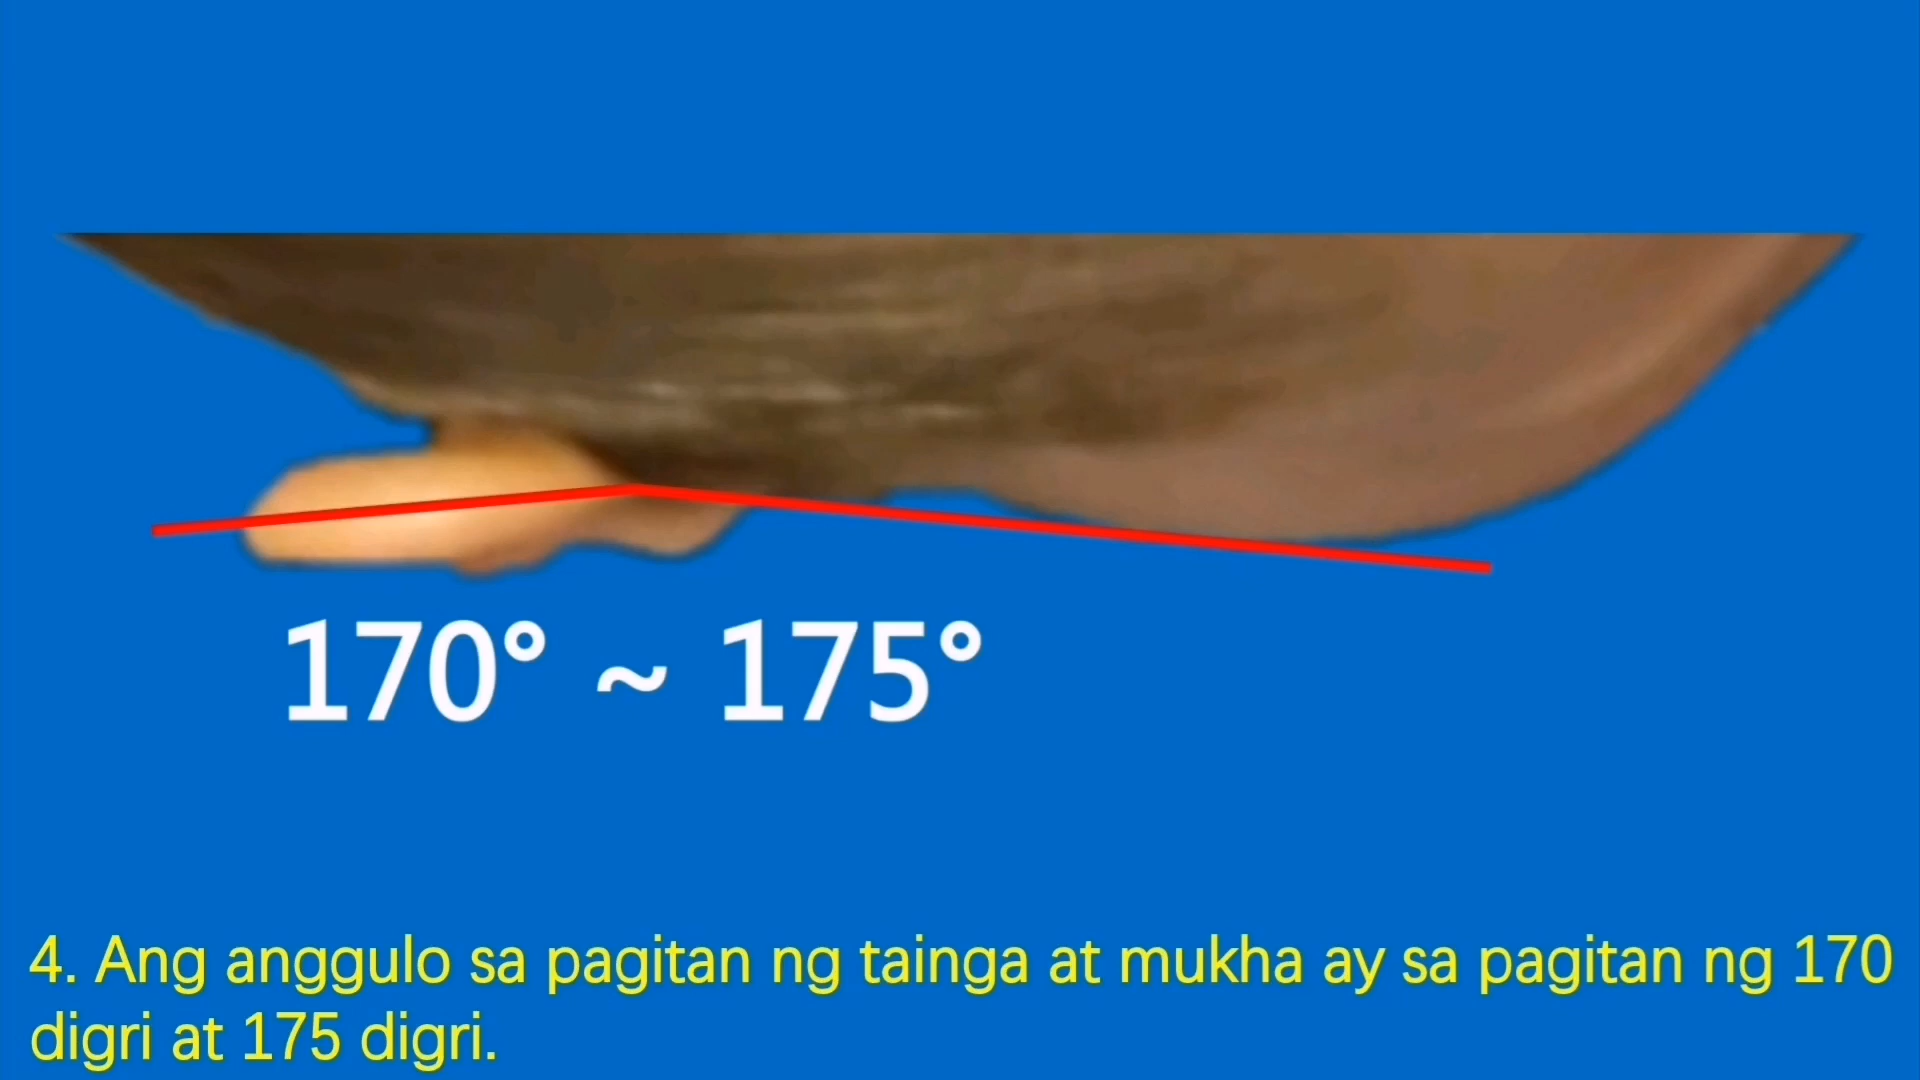 170° ~ 175°
4. Ang anggulo sa pagitan ng tainga at mukha ay sa pagitan ng 170
digri at 175 digri.